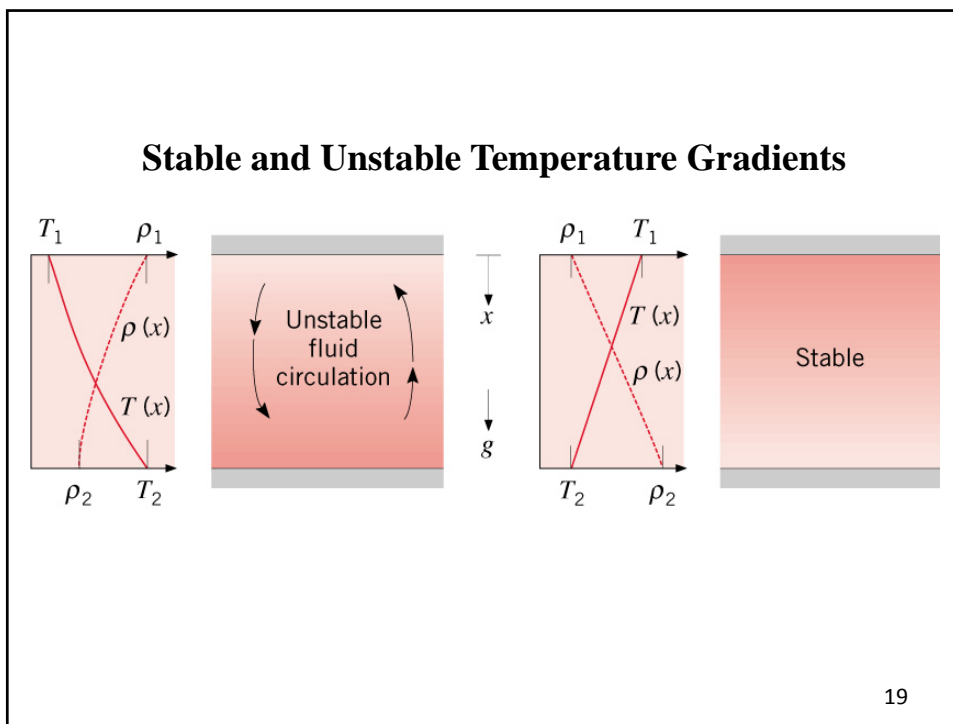 Stable and Unstable Temperature Gradients
T₁ ρ₁
ρ(x)
T(x)
ρ₂ T₂
Unstable
fluid
circulation
x
g
ρ₁ T₁
T(x)
ρ(x)
T₂ ρ₂
Stable
19